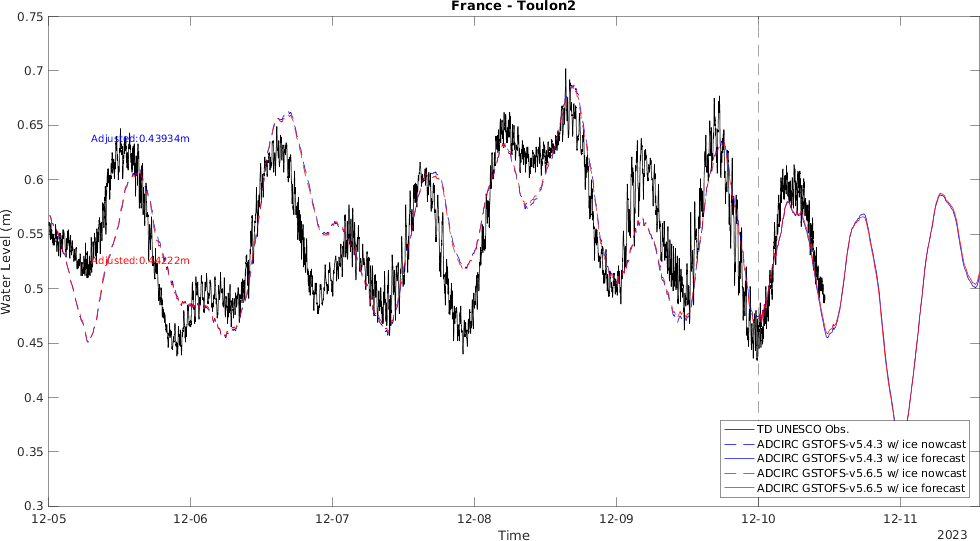 France - Toulon2
0.75
0.7
0.65
0.6
0.55
0.5
0.45
0.4
0.35
0.3
Water Level (m)
Adjusted:0.43934m
Adjusted:0.44222m
TD UNESCO Obs.
ADCIRC GSTOFS-v5.4.3 w/ ice nowcast
ADCIRC GSTOFS-v5.4.3 w/ ice forecast
ADCIRC GSTOFS-v5.6.5 w/ ice nowcast
ADCIRC GSTOFS-v5.6.5 w/ ice forecast
12-05 12-06 12-07 12-08 12-09 12-10 12-11
Time
2023